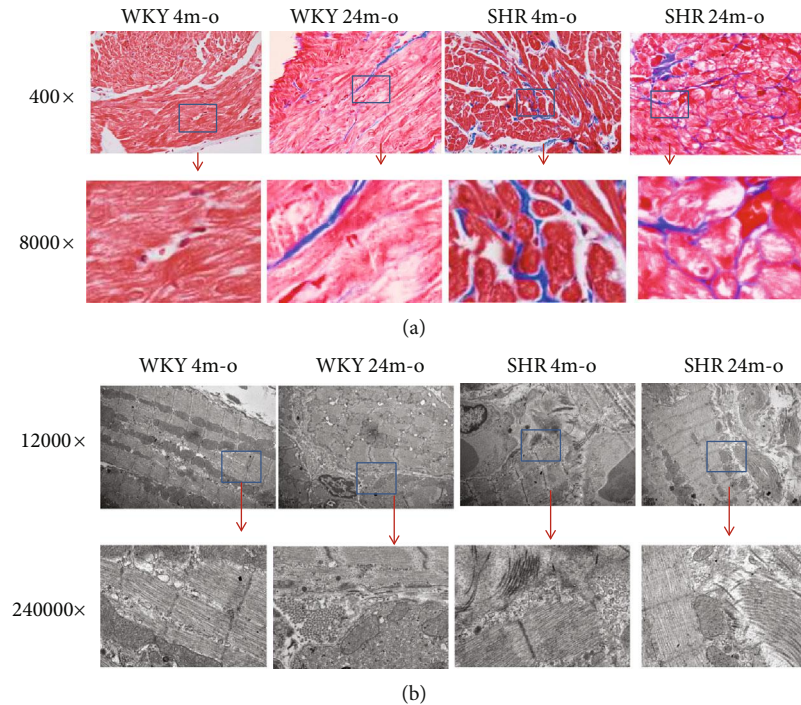 WKY 4m-o WKY 24m-o SHR 4m-o SHR 24m-o
400×
8000×
(a)
WKY 4m-o WKY 24m-o SHR 4m-o SHR 24m-o
12000×
240000×
(b)